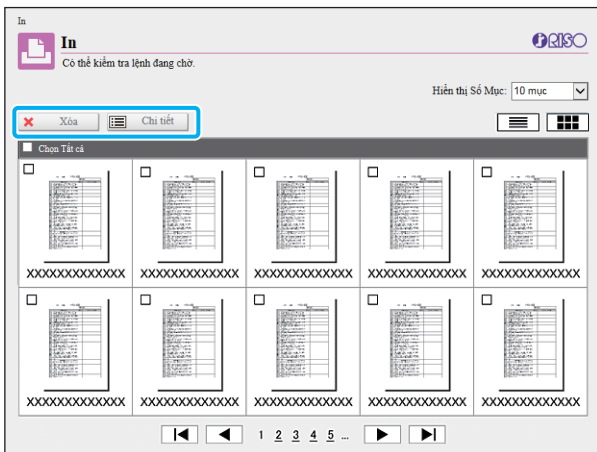 In
In
RISO
Có thể kiểm tra lệnh đang chờ.
Hiển thị Số Mục: 10 mục
Xóa Chi tiết
Chọn Tất cả
XXXXXXXXXXXXX XXXXXXXXXXXXX XXXXXXXXXXXXX XXXXXXXXXXXXX XXXXXXXXXXXXX
XXXXXXXXXXXXX XXXXXXXXXXXXX XXXXXXXXXXXXX XXXXXXXXXXXXX XXXXXXXXXXXXX
1 2 3 4 5 ...